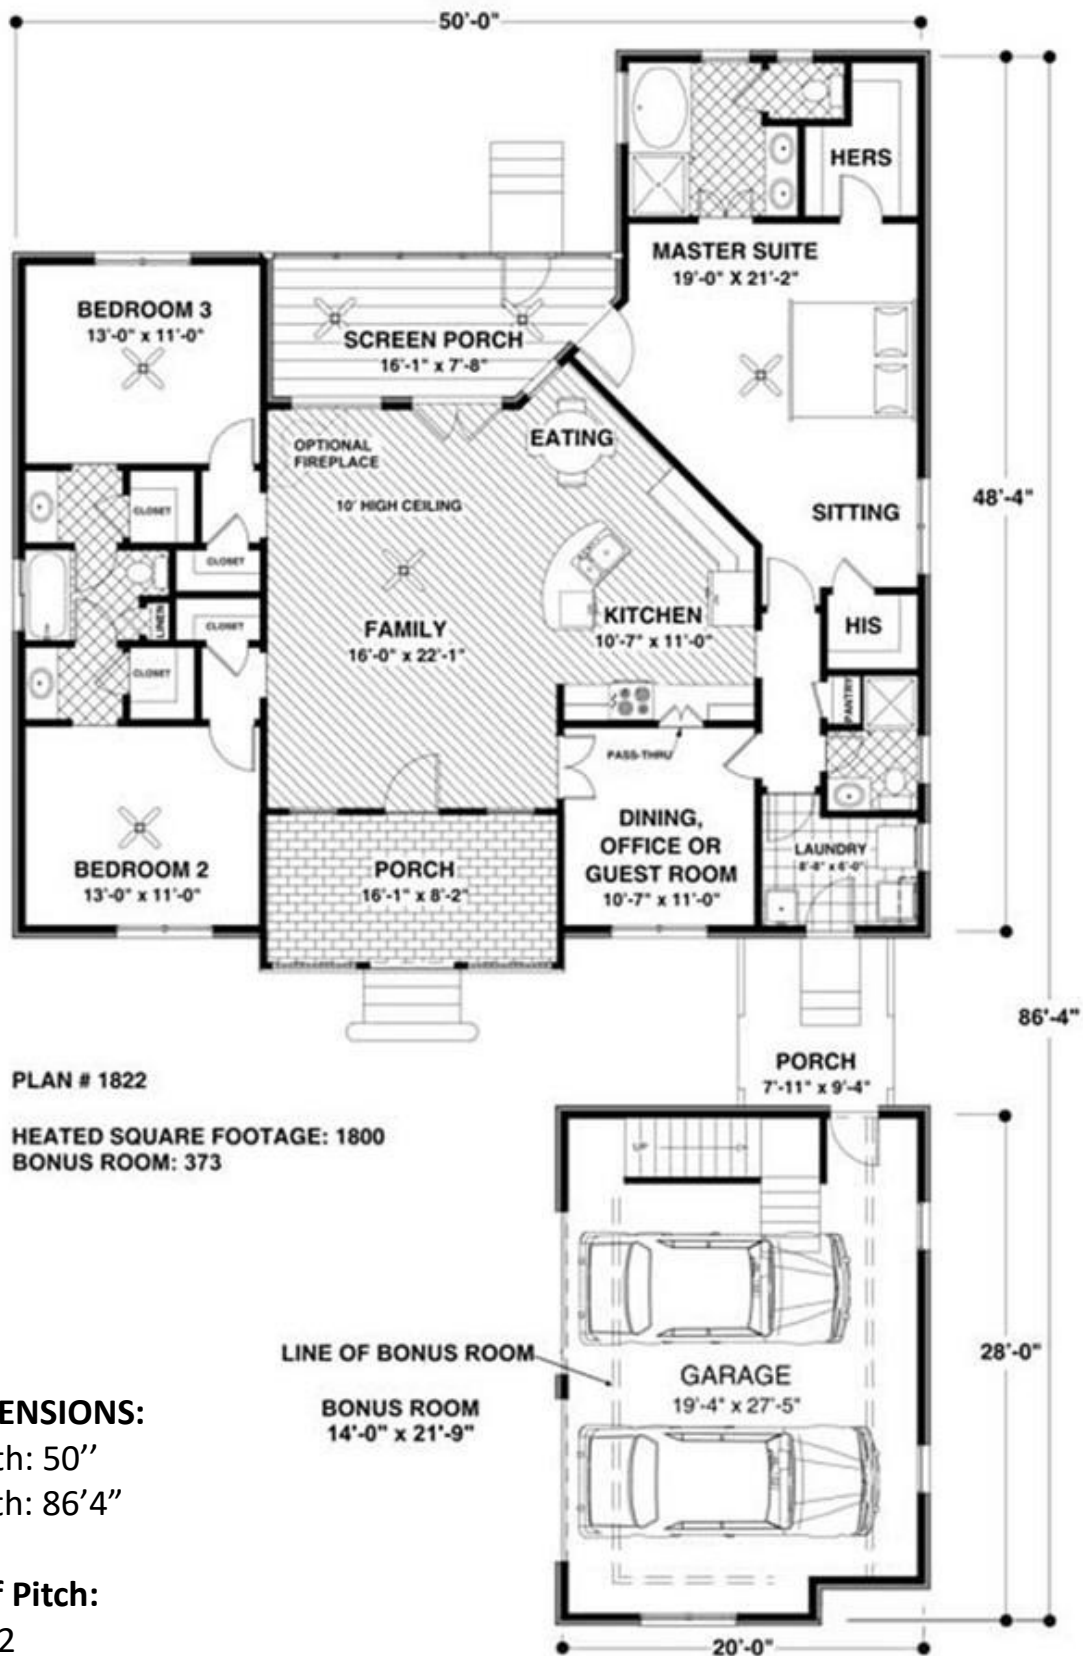 50'-0"
HERS
MASTER SUITE
19'-0" X 21'-2"
BEDROOM 3
13'-0" x 11'-0"
SCREEN PORCH
16'-1" x 7'-8"
EATING
OPTIONAL
FIREPLACE
10' HIGH CEILING
48'-4"
SITTING
CLOSET
CLOSET
LINEN
CLOSET
CLOSET
FAMILY
16'-0" x 22'-1"
KITCHEN
10'-7" x 11'-0"
HIS
PANTRY
PASS-THRU
DINING,
OFFICE OR
GUEST ROOM
10'-7" x 11'-0"
LAUNDRY
BEDROOM 2
13'-0" x 11'-0"
PORCH
16'-1" x 8'-2"
86'-4"
PORCH
7'-11" x 9'-4"
PLAN # 1822
HEATED SQUARE FOOTAGE: 1800
BONUS ROOM: 373
UP
LINE OF BONUS ROOM
BONUS ROOM
14'-0" x 21'-9"
GARAGE
19'-4" x 27'-5"
28'-0"
ENSIONS:
th: 50’’
th: 86’4”
f Pitch:
2
20'-0"